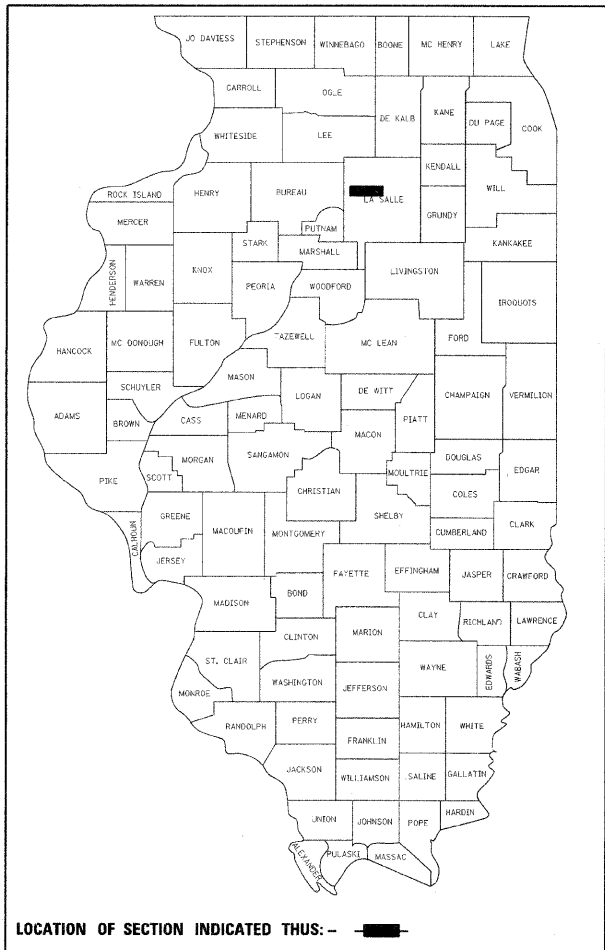 JO DAVIESS
STEPHENSON
WINNEBAGO
BOONE
MC HENRY
LAKE
CARROLL
OGLE
DE KALB
KANE
DU PAGE
COOK
WHITESIDE
LEE
KENDALL
WILL
ROCK ISLAND
HENRY
BUREAU
LA SALLE
GRUNDY
MERCER
PUTNAM
KANKAKEE
STARK
MARSHALL
HENDERSON
WARREN
KNOX
PEORIA
WOODFORD
LIVINGSTON
IROQUOIS
HANCOCK
MC DONOUGH
FULTON
TAZEWELL
MC LEAN
FORD
MASON
SCHUYLER
LOGAN
DE WITT
CHAMPAIGN
VERMILION
ADAMS
BROWN
CASS
MENARD
PIATT
MACON
MORGAN
SANGAMON
DOUGLAS
EDGAR
PIKE
SCOTT
MOULTRIE
CHRISTIAN
COLES
GREENE
MACOUFIN
MONTGOMERY
SHELBY
CUMBERLAND
CLARK
CALHOUN
JERSEY
FAYETTE
EFFINGHAM
JASPER
CRAWFORD
MADISON
BOND
CLAY
RICHLAND
LAWRENCE
CLINTON
MARION
ST. CLAIR
WAYNE
EDWARDS
WABASH
WASHINGTON
JEFFERSON
MONROE
RANDOLPH
PERRY
HAMILTON
WHITE
FRANKLIN
JACKSON
WILLIAMSON
SALINE
GALLATIN
HARDIN
UNION
JOHNSON
POPE
ALEXANDER
PULASKI
MASSAC
LOCATION OF SECTION INDICATED THUS: -